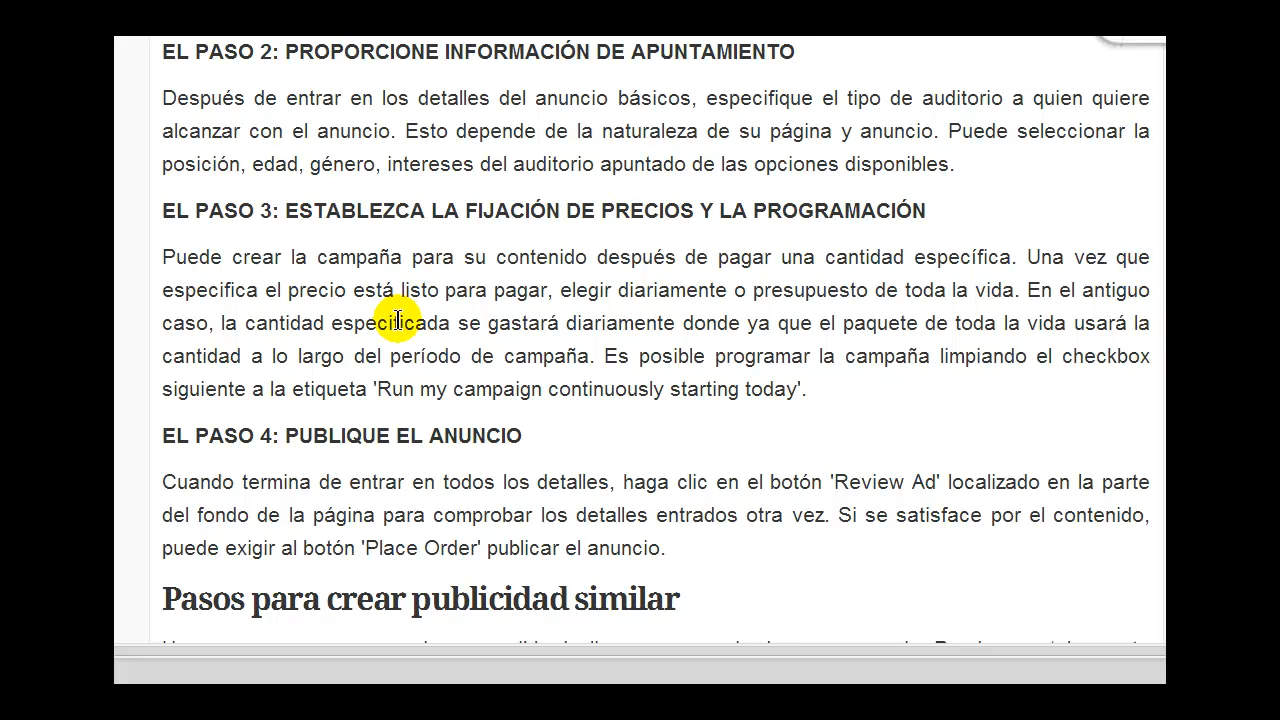 EL PASO 2: PROPORCIONE INFORMACIÓN DE APUNTAMIENTO
Después de entrar en los detalles del anuncio básicos, especifique el tipo de auditorio a quien quiere
alcanzar con el anuncio. Esto depende de la naturaleza de su página y anuncio. Puede seleccionar la
posición, edad, género, intereses del auditorio apuntado de las opciones disponibles.
EL PASO 3: ESTABLEZCA LA FIJACIÓN DE PRECIOS Y LA PROGRAMACIÓN
Puede crear la campaña para su contenido después de pagar una cantidad específica. Una vez que
especifica el precio está listo para pagar, elegir diariamente o presupuesto de toda la vida. En el antiguo
caso, la cantidad especificada se gastará diariamente donde ya que el paquete de toda la vida usará la
cantidad a lo largo del período de campaña. Es posible programar la campaña limpiando el checkbox
siguiente a la etiqueta 'Run my campaign continuously starting today'.
EL PASO 4: PUBLIQUE EL ANUNCIO
Cuando termina de entrar en todos los detalles, haga clic en el botón 'Review Ad' localizado en la parte
del fondo de la página para comprobar los detalles entrados otra vez. Si se satisface por el contenido,
puede exigir al botón 'Place Order' publicar el anuncio.
Pasos para crear publicidad similar